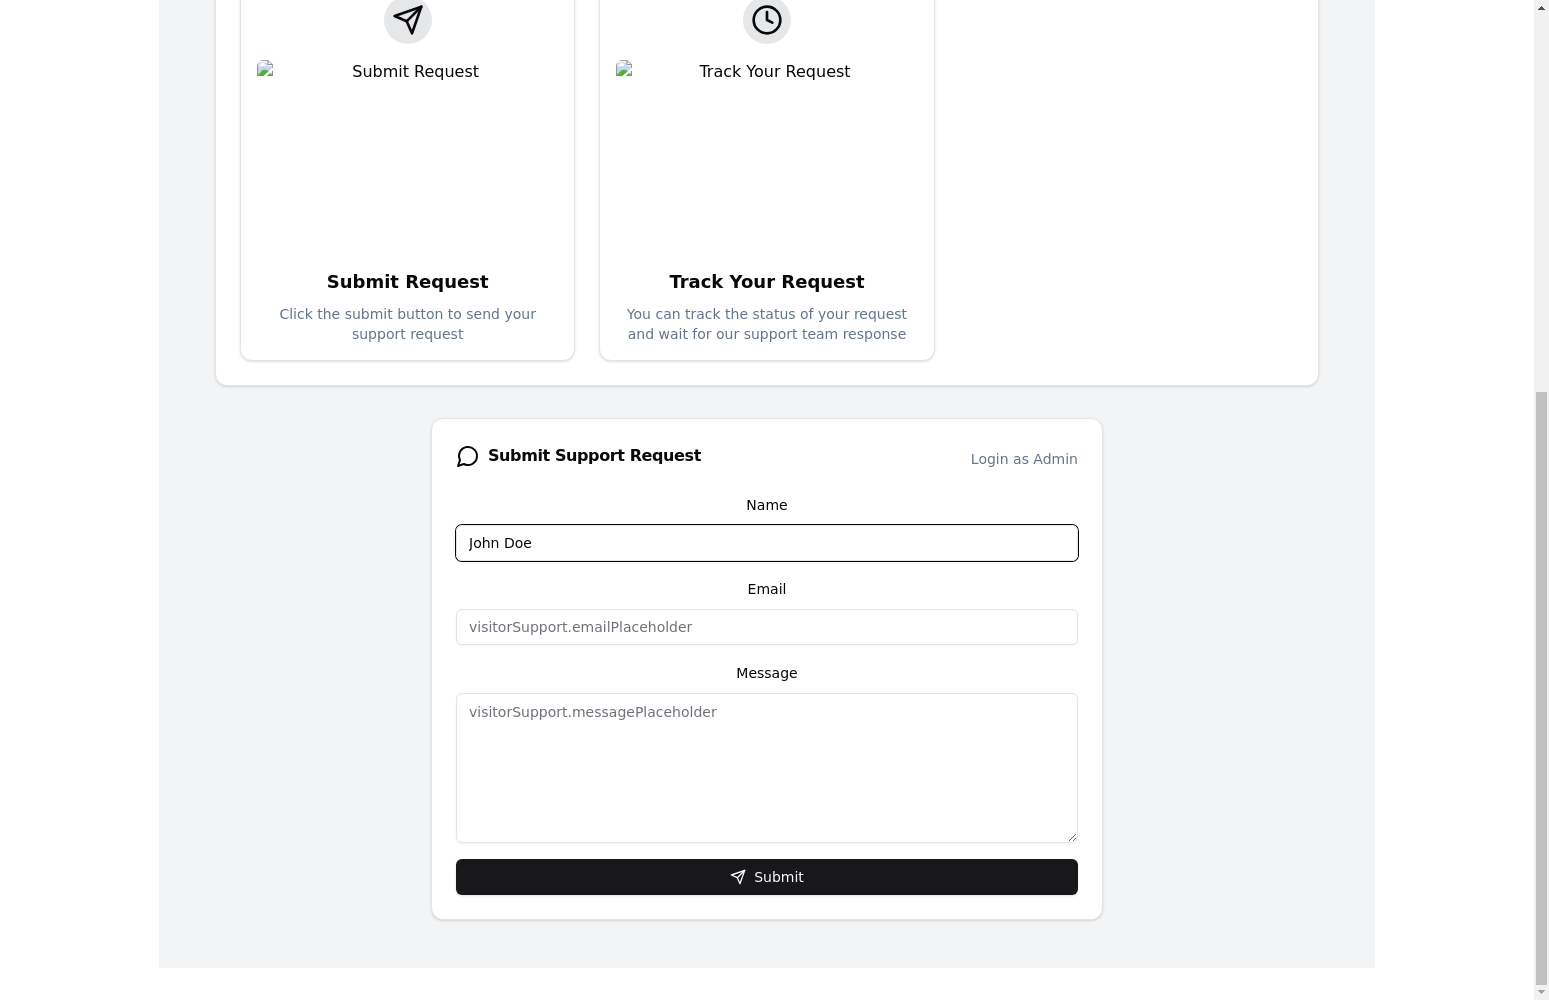 Submit Request
Track Your Request
Submit Request
Click the submit button to send your
support request
Track Your Request
You can track the status of your request
and wait for our support team response
Submit Support Request
Login as Admin
Name
John Doe
Email
visitorSupport.emailPlaceholder
Message
visitorSupport.messagePlaceholder
Submit